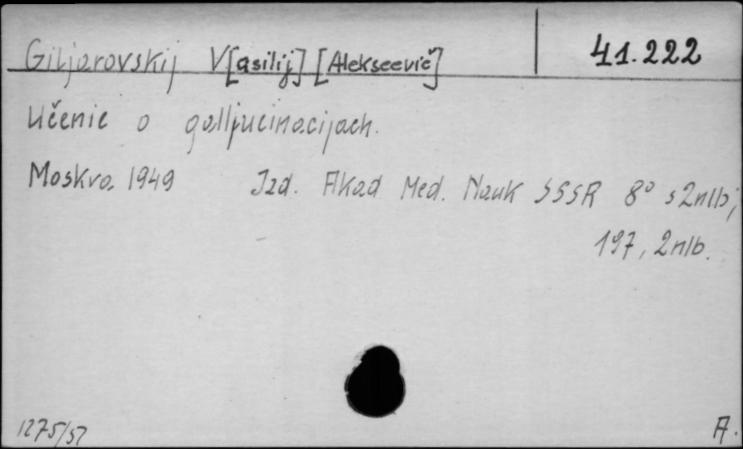 Giljarovskij V[asilij] [Alekseevič] 41.222
Učenie o galljucinacijach.
Moskva 1949 Izd. Akad Med. Nauk SSSR 8° s 2nlb;
197, 2nlb.
1275/57 A.